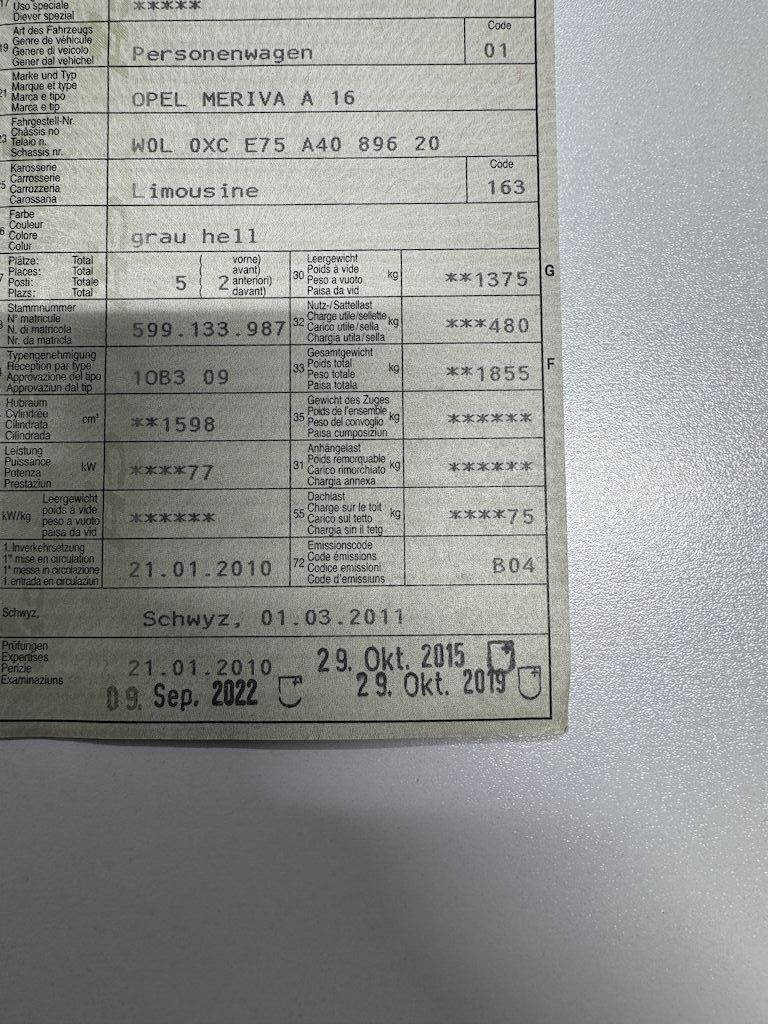 17 Uso speciale *****
Diever spezial
Art des Fahrzeugs Code
19 Genre de véhicule Personenwagen 01
Genere di veicolo
Gener dal vehichel
Marke und Typ
21 Marque et type OPEL MERIVA A 16
Marca e tipo
Marca e tip
Fahrgestell-Nr.
23 Châssis no W0L 0XC E75 A40 896 20
Telaio n.
Schassis nr.
Karosserie Code
25 Carrosserie Limousine 163
Carrozzeria
Carossaria
Farbe
26 Couleur grau hell
Colore
Colur
Plätze: Total ( vorne) Leergewicht G
Places: Total 5 ( 2 avant) 30 Poids à vide kg **1375
Posti: Totale ( anteriori) Peso a vuoto
Plazs: Total ( davant) Paisa da vid
Stammnummer Nutz-/Sattellast
N° matricule 599.133.987 32 Charge utile/sellette kg ***480
N. di matricola Carico utile/sella
Nr. da matricla Chargia utila/sella
Typengenehmigung Gesamtgewicht F
Réception par type 1OB3 09 33 Poids total kg **1855
Approvazione del tipo Peso totale
Approvaziun dal tip Paisa totala
Hubraum Gewicht des Zuges
Cylindrée cm³ **1598 35 Poids de l'ensemble kg ******
Cilindrata Peso del convoglio
Cilindrada Paisa cumposiziun
Leistung Anhängelast
Puissance kW ****77 31 Poids remorquable kg ******
Potenza Carico rimorchiato
Prestaziun Chargia annexa
Leergewicht Dachlast
kW/kg poids à vide ****** 55 Charge sur le toit kg ****75
peso a vuoto Carico sul tetto
paisa da vid Chargia sin il tetg
1. Inverkehrsetzung Emissionscode
1re mise en circulation 21.01.2010 72 Code émissions B04
1a messa in circolazione Codice emissioni
1. entrada en circulaziun Code d'emissiuns
Schwyz, Schwyz, 01.03.2011
Prüfungen
Expertises 21.01.2010 29. Okt. 2015
Perizie 29. Okt. 2019
Examinaziuns 09. Sep. 2022